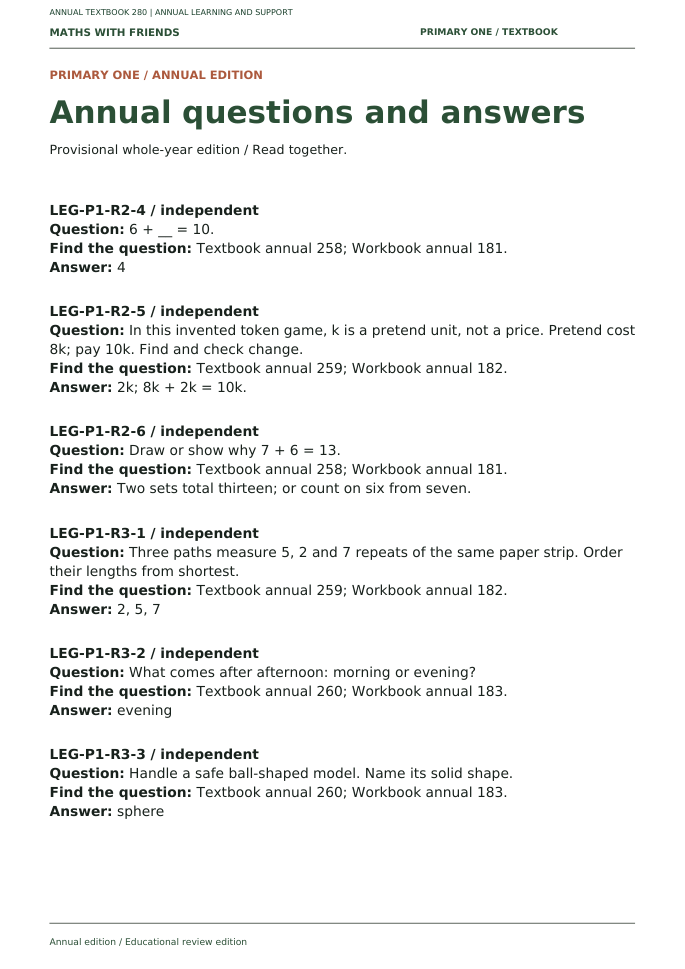 ANNUAL TEXTBOOK 280 | ANNUAL LEARNING AND SUPPORT
MATHS WITH FRIENDS
PRIMARY ONE / TEXTBOOK
PRIMARY ONE / ANNUAL EDITION
Annual questions and answers
Provisional whole-year edition / Read together.
LEG-P1-R2-4 / independent
Question: 6 + __ = 10.
Find the question: Textbook annual 258; Workbook annual 181.
Answer: 4
LEG-P1-R2-5 / independent
Question: In this invented token game, k is a pretend unit, not a price. Pretend cost
8k; pay 10k. Find and check change.
Find the question: Textbook annual 259; Workbook annual 182.
Answer: 2k; 8k + 2k = 10k.
LEG-P1-R2-6 / independent
Question: Draw or show why 7 + 6 = 13.
Find the question: Textbook annual 258; Workbook annual 181.
Answer: Two sets total thirteen; or count on six from seven.
LEG-P1-R3-1 / independent
Question: Three paths measure 5, 2 and 7 repeats of the same paper strip. Order
their lengths from shortest.
Find the question: Textbook annual 259; Workbook annual 182.
Answer: 2, 5, 7
LEG-P1-R3-2 / independent
Question: What comes after afternoon: morning or evening?
Find the question: Textbook annual 260; Workbook annual 183.
Answer: evening
LEG-P1-R3-3 / independent
Question: Handle a safe ball-shaped model. Name its solid shape.
Find the question: Textbook annual 260; Workbook annual 183.
Answer: sphere
Annual edition / Educational review edition